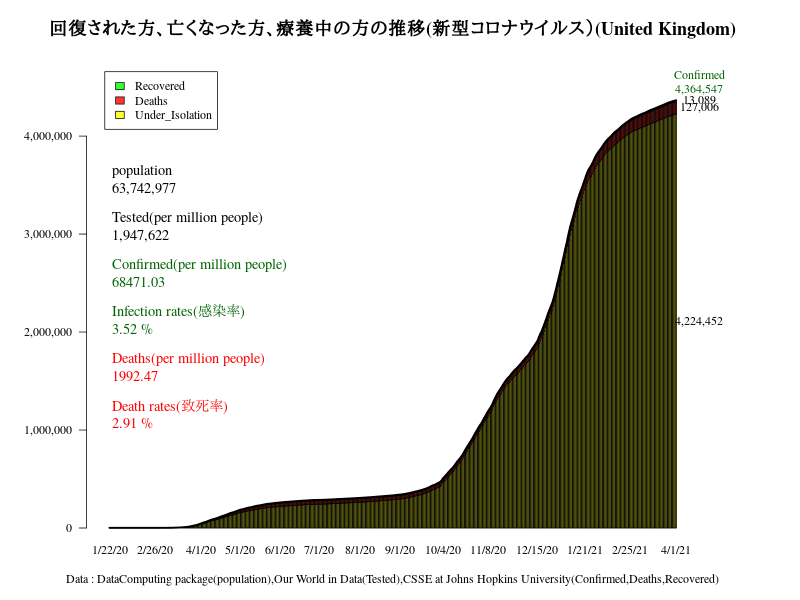 回復された方、亡くなった方、療養中の方の推移(新型コロナウイルス）(United Kingdom)
Recovered
Deaths
Under_Isolation
Confirmed
4,364,547
13,089
127,006
4,224,452
population
63,742,977
Tested(per million people)
1,947,622
Confirmed(per million people)
68471.03
Infection rates(感染率)
3.52 %
Deaths(per million people)
1992.47
Death rates(致死率)
2.91 %
4,000,000
3,000,000
2,000,000
1,000,000
0
1/22/20 2/26/20 4/1/20 5/1/20 6/1/20 7/1/20 8/1/20 9/1/20 10/4/20 11/8/20 12/15/20 1/21/21 2/25/21 4/1/21
Data : DataComputing package(population),Our World in Data(Tested),CSSE at Johns Hopkins University(Confirmed,Deaths,Recovered)